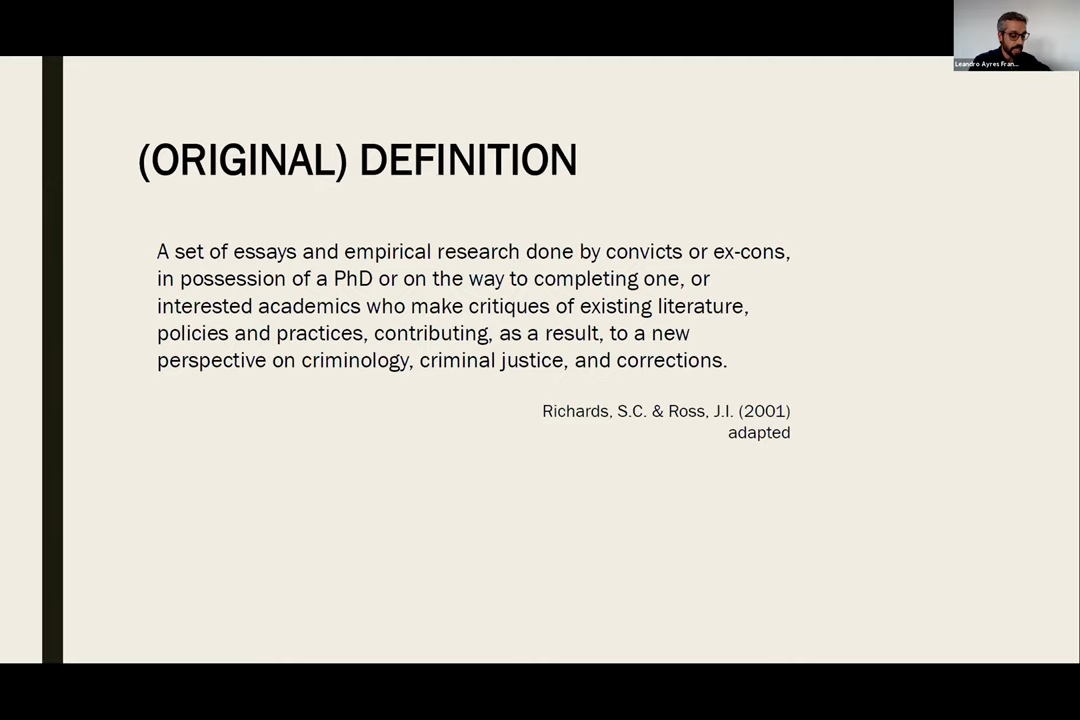 Leandro Ayres Fran...
(ORIGINAL) DEFINITION
A set of essays and empirical research done by convicts or ex-cons,
in possession of a PhD or on the way to completing one, or
interested academics who make critiques of existing literature,
policies and practices, contributing, as a result, to a new
perspective on criminology, criminal justice, and corrections.
Richards, S.C. & Ross, J.I. (2001)
adapted